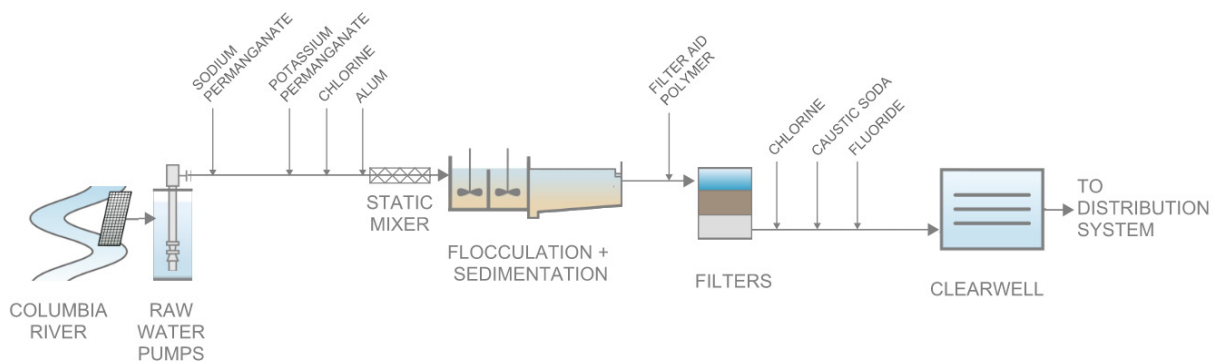 SODIUM
PERMANGANATE
POTASSIUM
PERMANGANATE
CHLORINE
ALUM
FILTER AID
POLYMER
CHLORINE
CAUSTIC SODA
FLUORIDE
STATIC
MIXER
TO
DISTRIBUTION
SYSTEM
FLOCCULATION +
SEDIMENTATION
FILTERS
CLEARWELL
COLUMBIA
RIVER
RAW
WATER
PUMPS